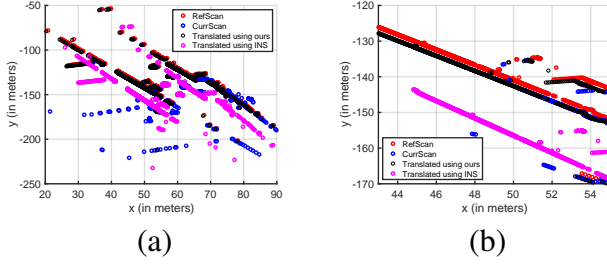 -50
-100
-150
-200
-250
y (in meters)
20 30 40 50 60 70 80 90
x (in meters)
RefScan
CurrScan
Translated using ours
Translated using INS
(a)
-120
-130
-140
-150
-160
-170
y (in meters)
44 46 48 50 52 54
x (in meters)
RefScan
CurrScan
Translated using ours
Translated using INS
(b)